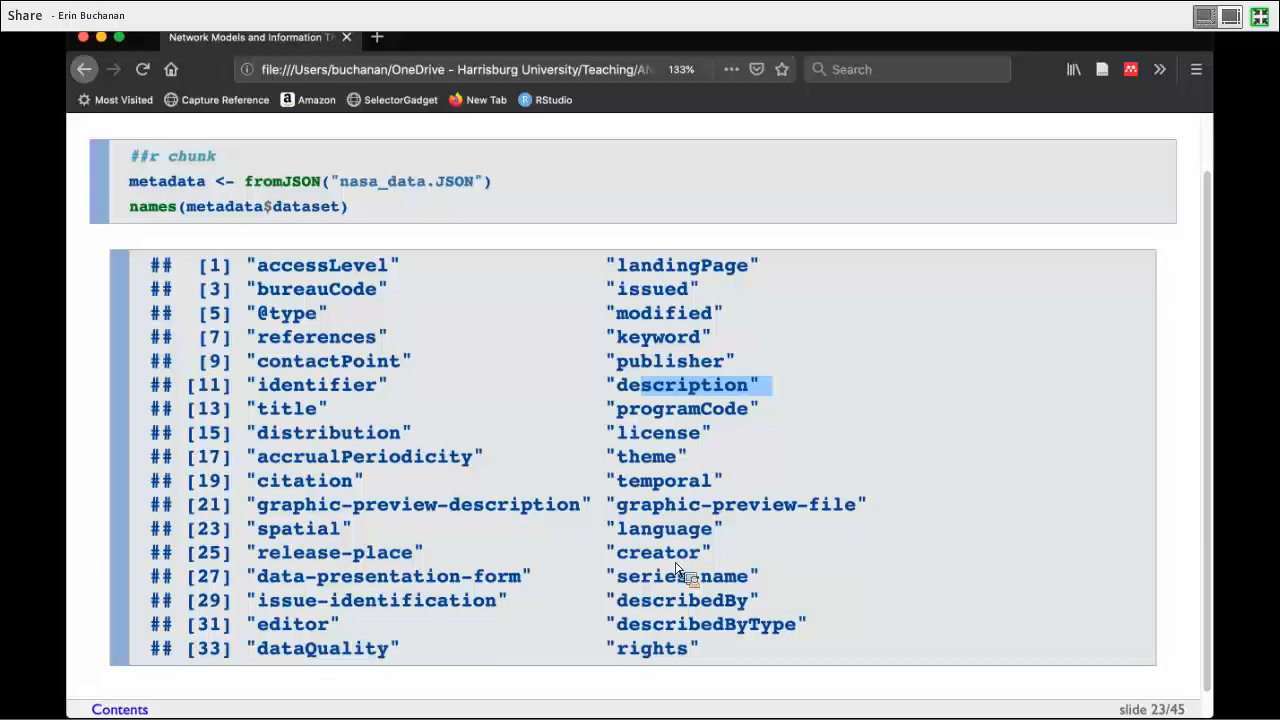 Share - Erin Buchanan
Network Models and Information T
file:///Users/buchanan/OneDrive - Harrisburg University/Teaching/AN 133% Search
Most Visited Capture Reference Amazon SelectorGadget New Tab RStudio
##r chunk
metadata <- fromJSON("nasa_data.JSON")
names(metadata$dataset)
## [1] "accessLevel" "landingPage"
## [3] "bureauCode" "issued"
## [5] "@type" "modified"
## [7] "references" "keyword"
## [9] "contactPoint" "publisher"
## [11] "identifier" "description"
## [13] "title" "programCode"
## [15] "distribution" "license"
## [17] "accrualPeriodicity" "theme"
## [19] "citation" "temporal"
## [21] "graphic-preview-description" "graphic-preview-file"
## [23] "spatial" "language"
## [25] "release-place" "creator"
## [27] "data-presentation-form" "series-name"
## [29] "issue-identification" "describedBy"
## [31] "editor" "describedByType"
## [33] "dataQuality" "rights"
Contents slide 23/45